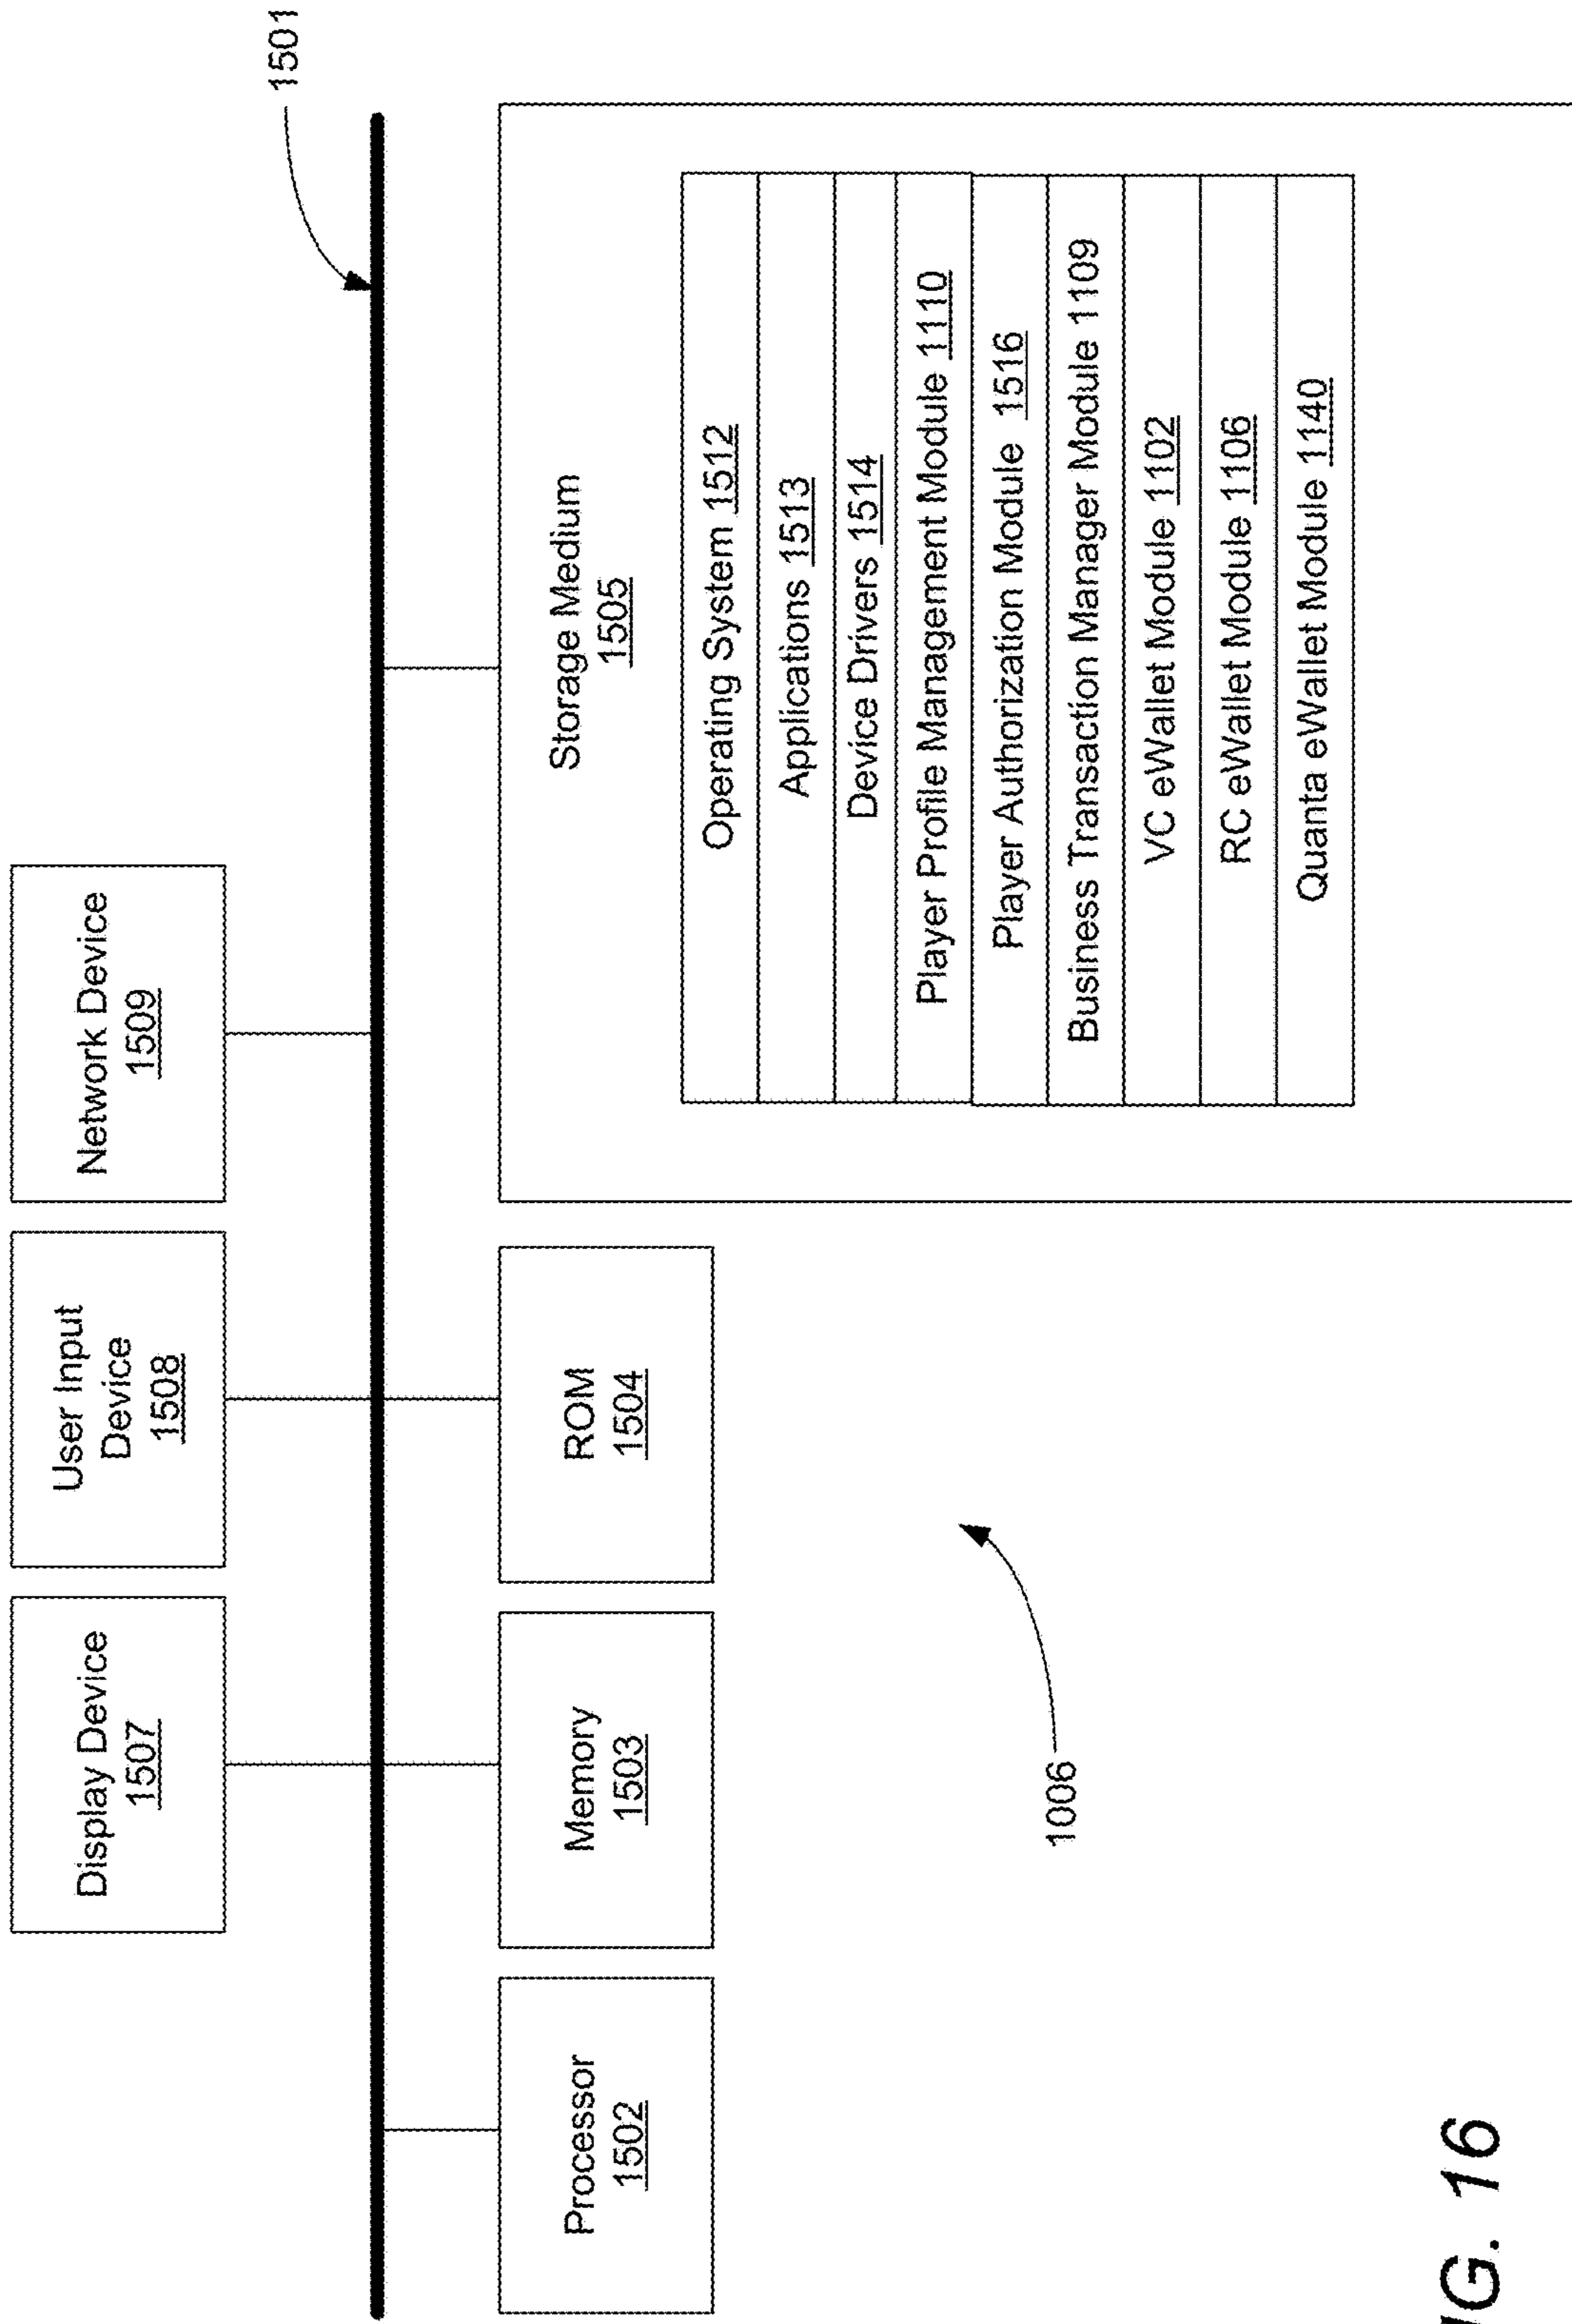 1501
Display Device
1507
User Input
Device
1508
Network Device
1509
Processor
1502
Memory
1503
ROM
1504
Storage Medium
1505
Operating System 1512
Applications 1513
Device Drivers 1514
Player Profile Management Module 1110
Player Authorization Module 1516
Business Transaction Manager Module 1109
VC eWallet Module 1102
RC eWallet Module 1106
Quanta eWallet Module 1140
1006
IG. 16